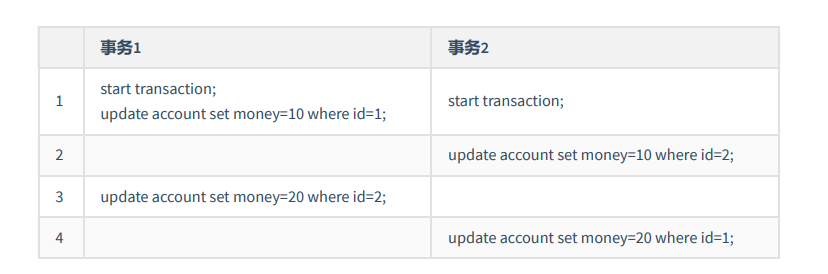 事务1 事务2
1 start transaction; start transaction;
update account set money=10 where id=1;
2 update account set money=10 where id=2;
3 update account set money=20 where id=2;
4 update account set money=20 where id=1;